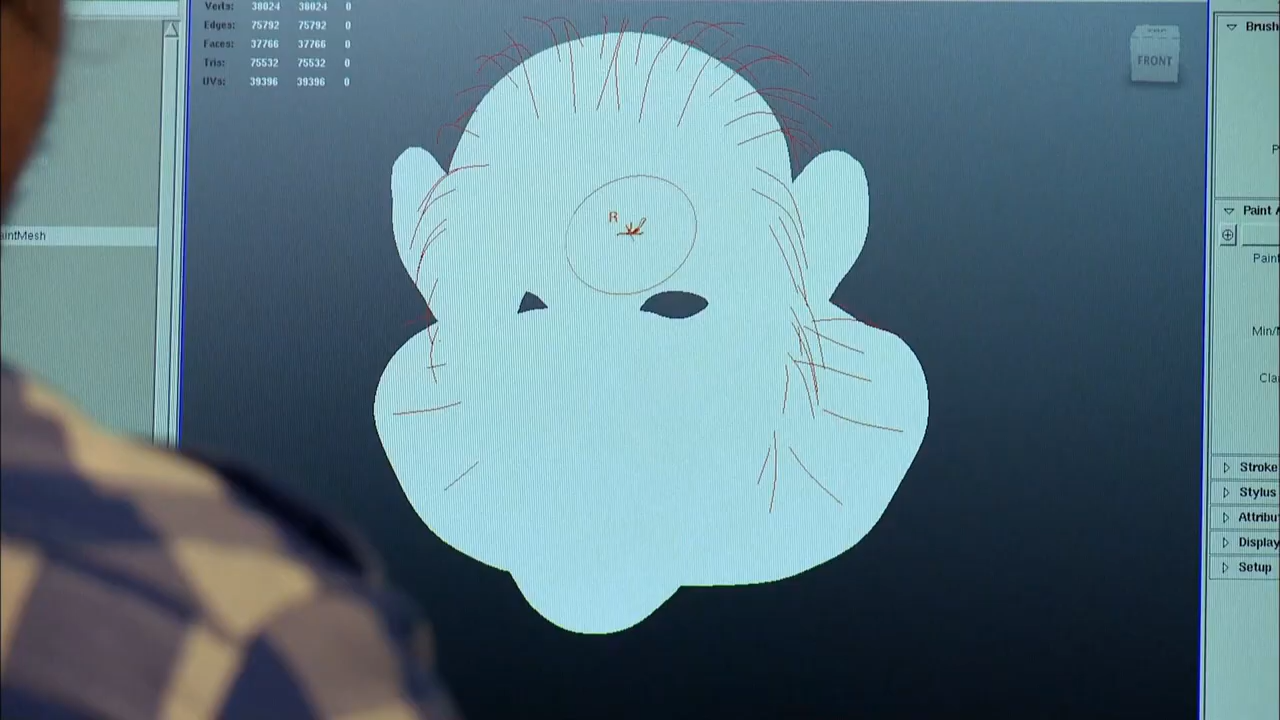 Verts: 38024 38024 0
Edges: 75792 75792 0
Faces: 37766 37766 0
Tris: 75532 75532 0
UVs: 39396 39396 0
FRONT
R
aintMesh
Brush
P
Paint A
Paint
Min/
Cla
Stroke
Stylus
Attribu
Display
Setup